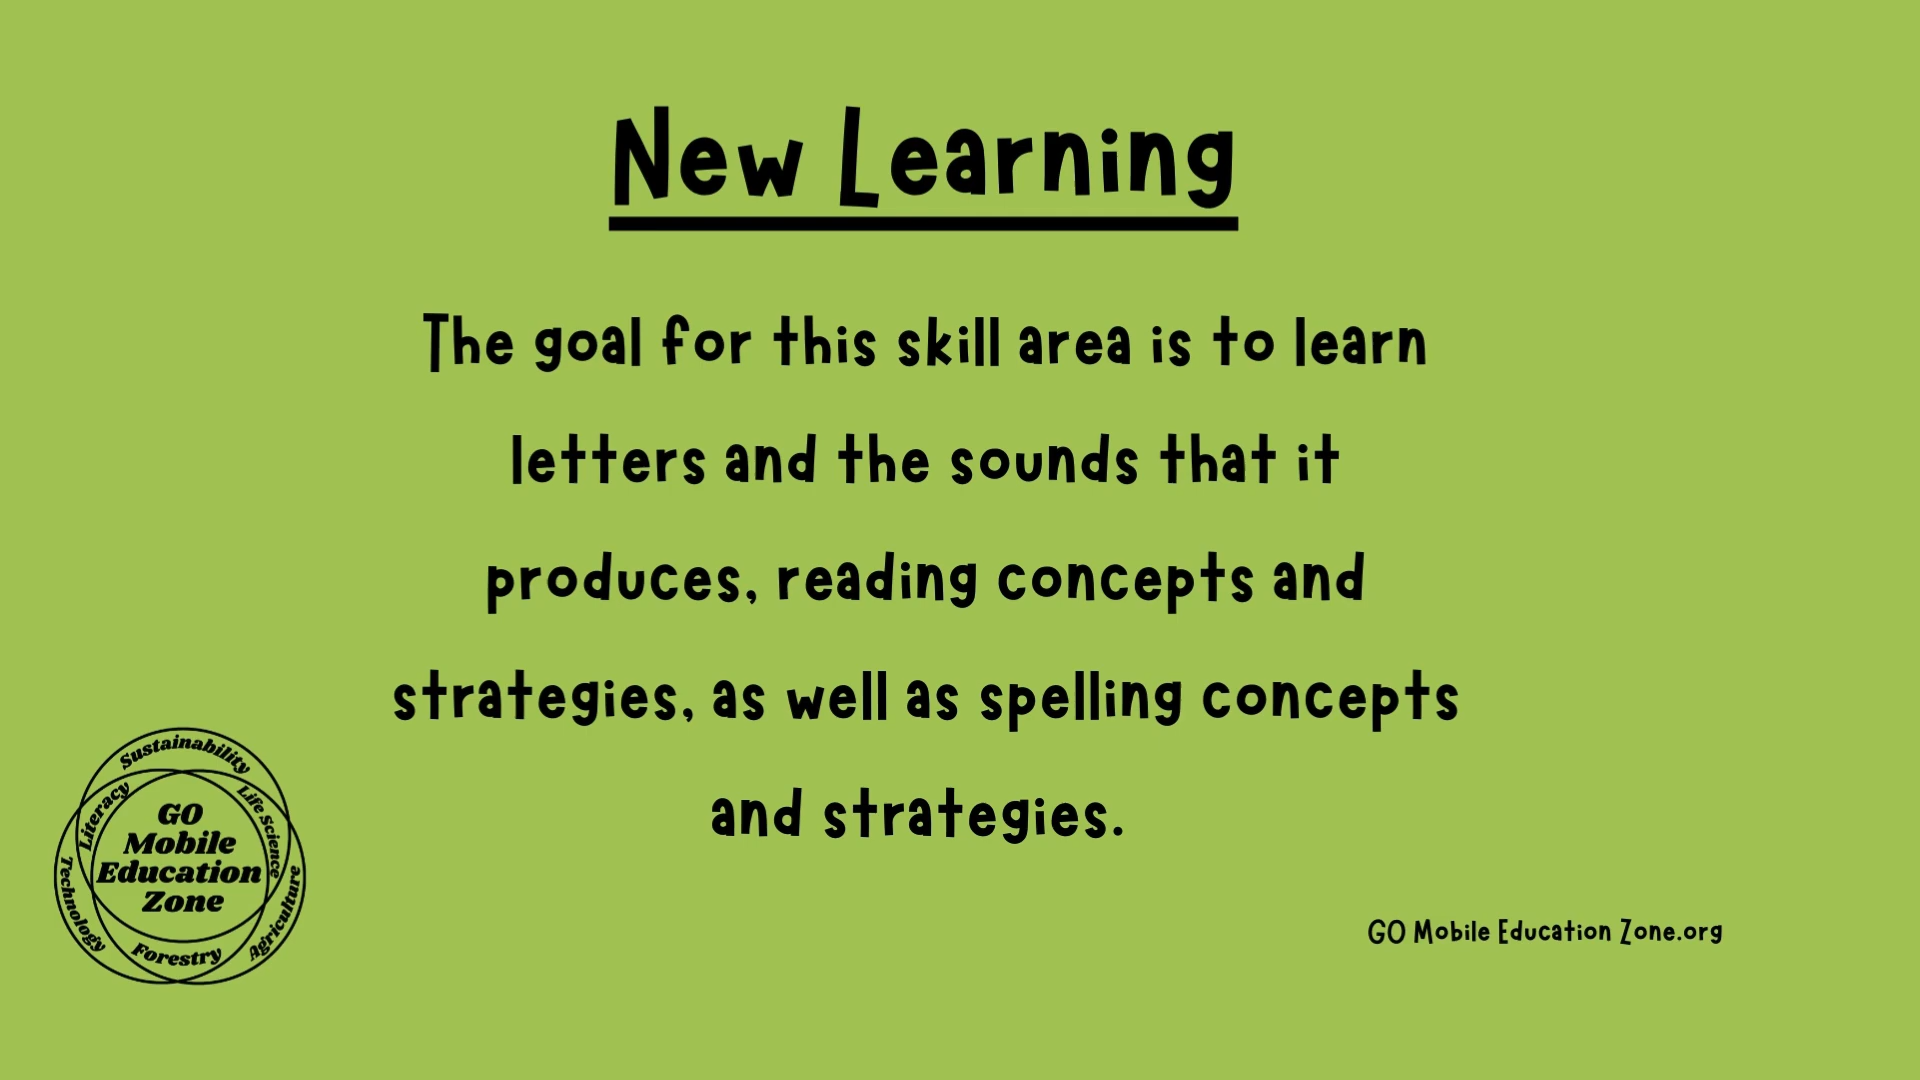 New Learning
The goal for this skill area is to learn
letters and the sounds that it
produces, reading concepts and
strategies, as well as spelling concepts
and strategies.
Sustainability
Literacy
Life Science
GO
Mobile
Education
Zone
Technology
Agriculture
Forestry
GO Mobile Education Zone.org